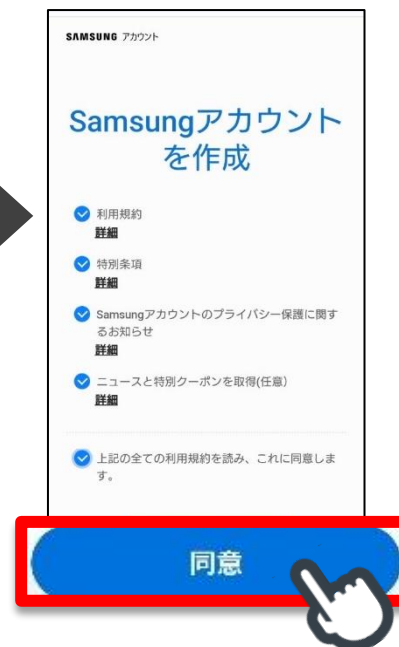 SAMSUNG アカウント
Samsungアカウント
を作成
利用規約
詳細
特別条項
詳細
Samsungアカウントのプライバシー保護に関す
るお知らせ
詳細
ニュースと特別クーポンを取得(任意)
詳細
上記の全ての利用規約を読み、これに同意しま
す。
同意